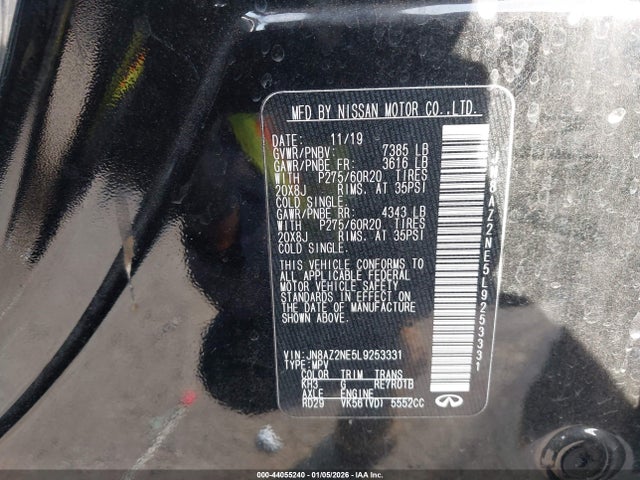 MFD BY NISSAN MOTOR CO.,LTD.
DATE: 11/19
GVWR/PNBV: 7385 LB
GAWR/PNBE FR: 3616 LB
WITH P275/60R20 TIRES
20X8J RIMS. AT 35PSI
COLD SINGLE.
GAWR/PNBE RR: 4343 LB
WITH P275/60R20 TIRES
20X8J RIMS. AT 35PSI
COLD SINGLE.
THIS VEHICLE CONFORMS TO
ALL APPLICABLE FEDERAL
MOTOR VEHICLE SAFETY
STANDARDS IN EFFECT ON
THE DATE OF MANUFACTURE
SHOWN ABOVE.
VIN: JN8AZ2NE5L9253331
TYPE: MPV
COLOR TRIM TRANS
KH3 G RE7R01B
AXLE ENGINE
RD29 VK56(VD) 5552CC
JN8AZ2NE5L9253331
000-44055240 - 01/05/2026 - IAA Inc.